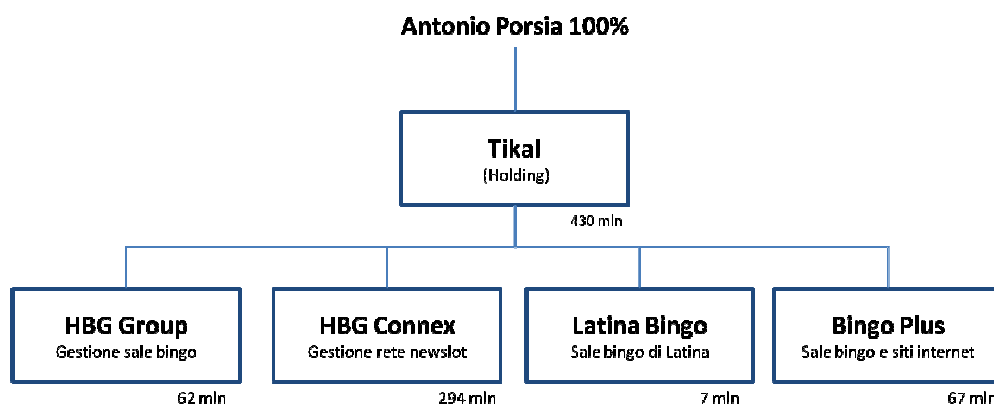 Antonio Porsia 100%
Tikal
(Holding)
430 mln
HBG Group
Gestione sale bingo
62 mln
HBG Connex
Gestione rete newslot
294 mln
Latina Bingo
Sale bingo di Latina
7 mln
Bingo Plus
Sale bingo e siti internet
67 mln